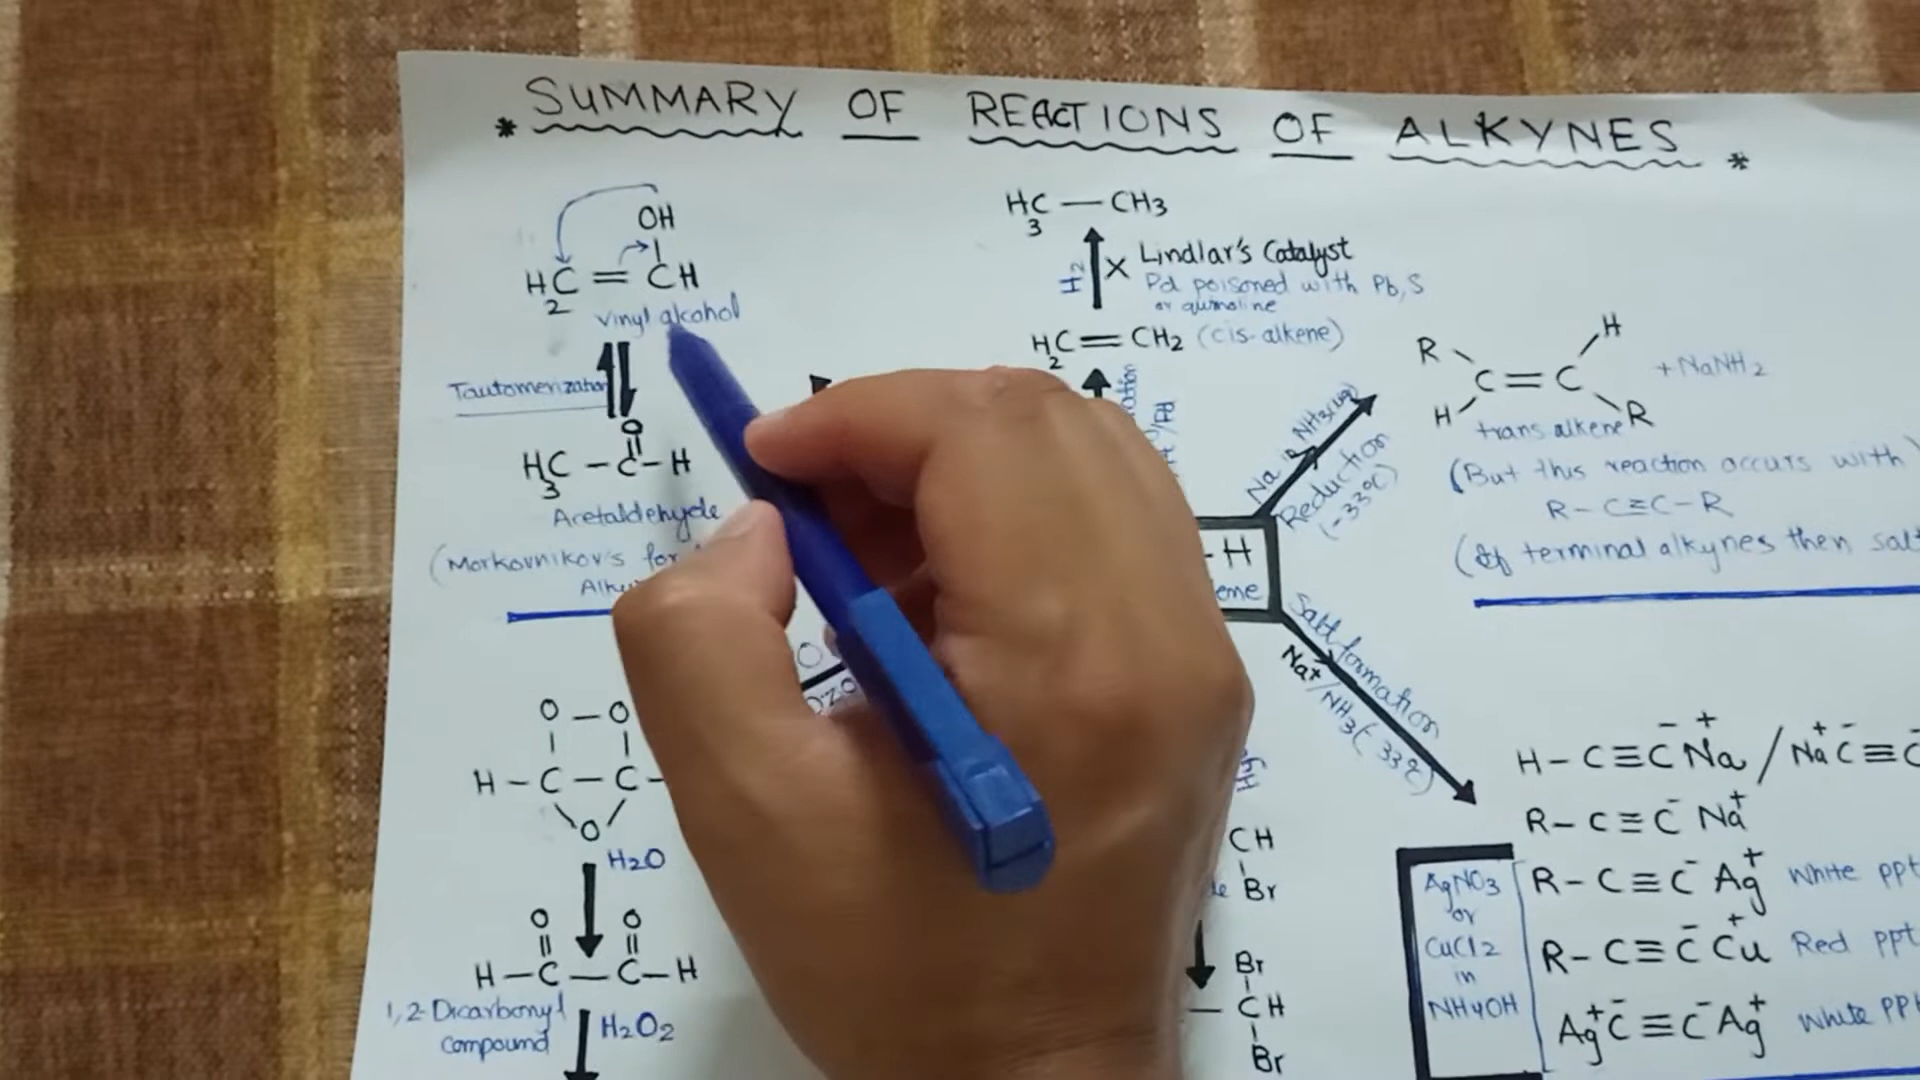 * SUMMARY OF REACTIONS OF ALKYNES *
OH
H2C = CH
vinyl alcohol
Tautomerization
O
H3C - C - H
Acetaldehyde
(Morkovnikov's for
O - O
H - C - C -
O
H2O
O O
H - C - C - H
1,2-Dicarbonyl
compound
H2O2
H3C — CH3
H2
X Lindlar's Catalyst
Pd poisoned with Pb, S
or quinoline
H2C = CH2 (cis-alkene)
Na in NH3(liq)
Reduction
(-33°C)
R H
C = C
H R
+ NaNH2
trans alkene
(But this reaction occurs with
R - C≡C - R
(If terminal alkynes then salt
- H
Salt formation
Na+/NH3(-33°C)
H - C≡C- Na+ / Na+ C-≡C-
R - C≡C- Na+
AgNO3
or
CuCl2
in
NH4OH
R - C≡C- Ag+ White ppt
R - C≡C- Cu+ Red ppt
Ag+C-≡C-Ag+ White ppt
CH
Br
Br
CH
Br